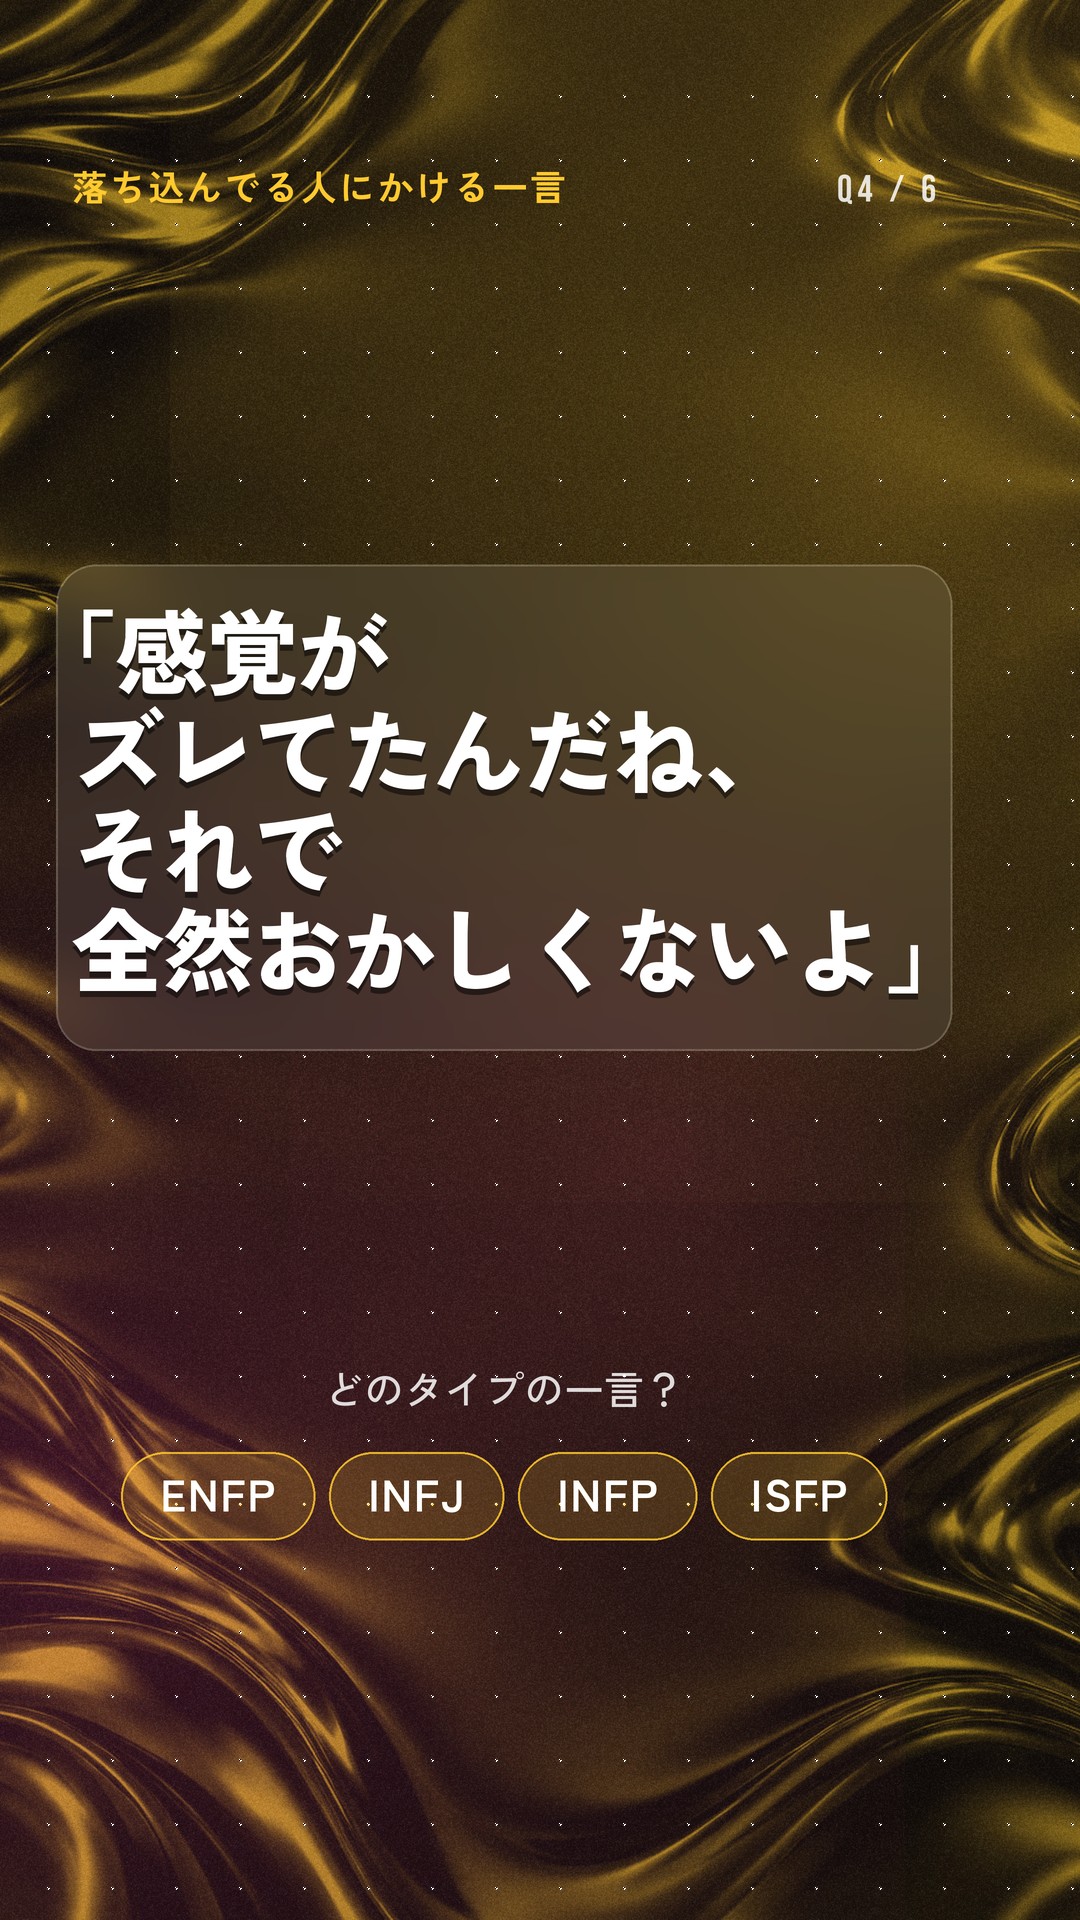 落ち込んでる人にかける一言
Q4 / 6
「感覚が
ズレてたんだね、
それで
全然おかしくないよ」
どのタイプの一言？
ENFP INFJ INFP ISFP